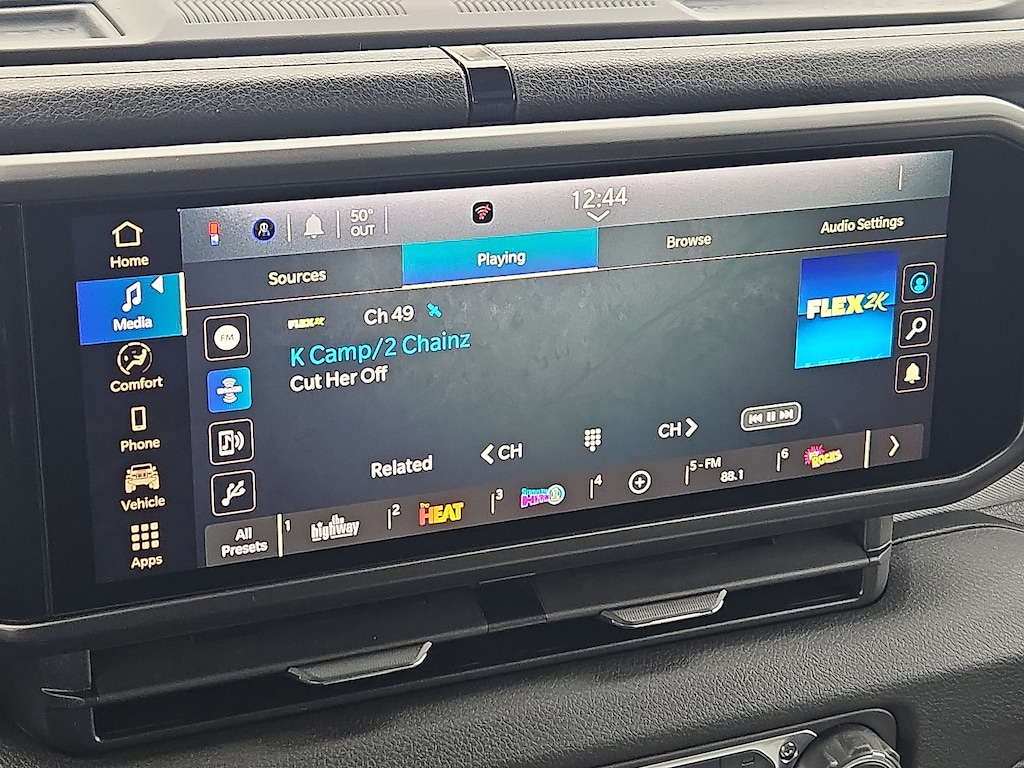 50°
OUT
12:44
Home
Media
Comfort
Phone
Vehicle
Apps
Sources
Playing
Browse
Audio Settings
FM
FLEX2K
Ch 49
K Camp/2 Chainz
Cut Her Off
FLEX2K
Related
CH
CH
All
Presets
1
the
highway
2
HEAT
3
4
5-FM
88.1
6
ROCKS